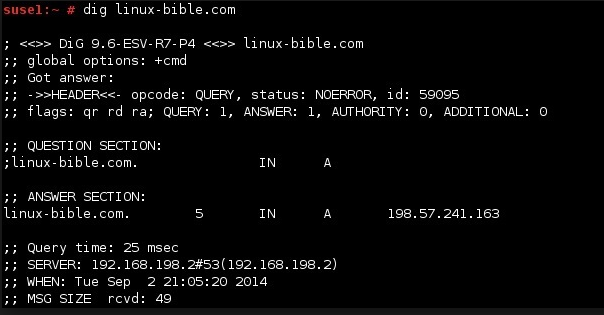 suse1:~ # dig linux-bible.com
; <<>> DiG 9.6-ESV-R7-P4 <<>> linux-bible.com
;; global options: +cmd
;; Got answer:
;; ->>HEADER<<- opcode: QUERY, status: NOERROR, id: 59095
;; flags: qr rd ra; QUERY: 1, ANSWER: 1, AUTHORITY: 0, ADDITIONAL: 0
;; QUESTION SECTION:
;linux-bible.com. IN A
;; ANSWER SECTION:
linux-bible.com. 5 IN A 198.57.241.163
;; Query time: 25 msec
;; SERVER: 192.168.198.2#53(192.168.198.2)
;; WHEN: Tue Sep  2 21:05:20 2014
;; MSG SIZE  rcvd: 49